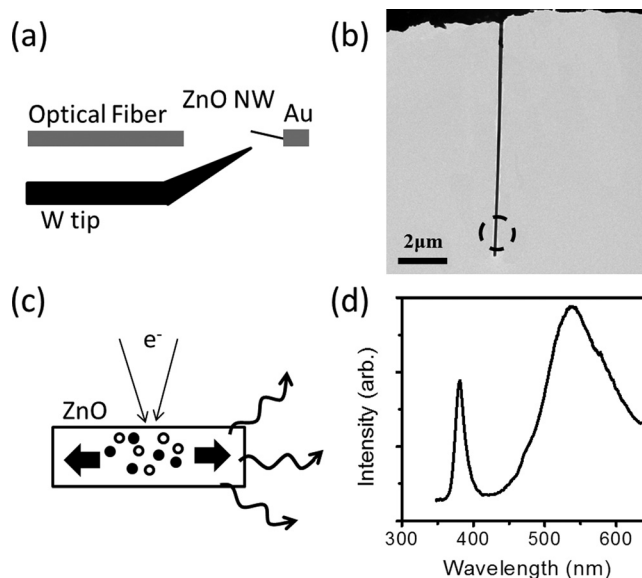 (a)
Optical Fiber
ZnO NW
Au
W tip
(b)
2μm
(c)
e-
ZnO
(d)
Intensity (arb.)
300 400 500 600
Wavelength (nm)